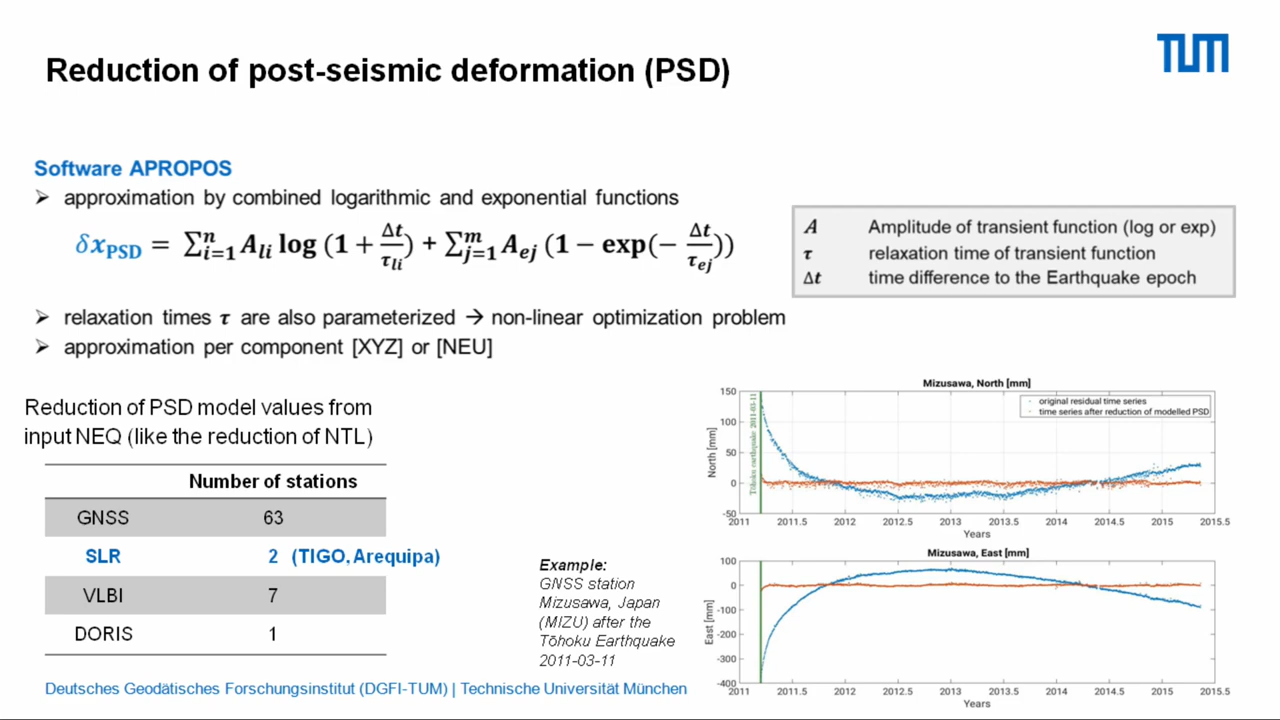 TUM
Reduction of post-seismic deformation (PSD)
Software APROPOS
➢ approximation by combined logarithmic and exponential functions
δx_PSD = ∑ⁿᵢ₌₁ A_li log (1 + Δt/τ_li) + ∑ᵐⱼ₌₁ A_ej (1 − exp(− Δt/τ_ej))
A Amplitude of transient function (log or exp)
τ relaxation time of transient function
Δt time difference to the Earthquake epoch
➢ relaxation times τ are also parameterized → non-linear optimization problem
➢ approximation per component [XYZ] or [NEU]
Reduction of PSD model values from
input NEQ (like the reduction of NTL)
Number of stations
GNSS 63
SLR 2 (TIGO, Arequipa)
VLBI 7
DORIS 1
Example:
GNSS station
Mizusawa, Japan
(MIZU) after the
Tōhoku Earthquake
2011-03-11
Mizusawa, North [mm]
original residual time series
time series after reduction of modelled PSD
Tōhoku earthquake 2011-03-11
North [mm]
150
100
50
0
-50
2011 2011.5 2012 2012.5 2013 2013.5 2014 2014.5 2015 2015.5
Years
Mizusawa, East [mm]
East [mm]
100
0
-100
-200
-300
-400
2011 2011.5 2012 2012.5 2013 2013.5 2014 2014.5 2015 2015.5
Years
Deutsches Geodätisches Forschungsinstitut (DGFI-TUM) | Technische Universität München